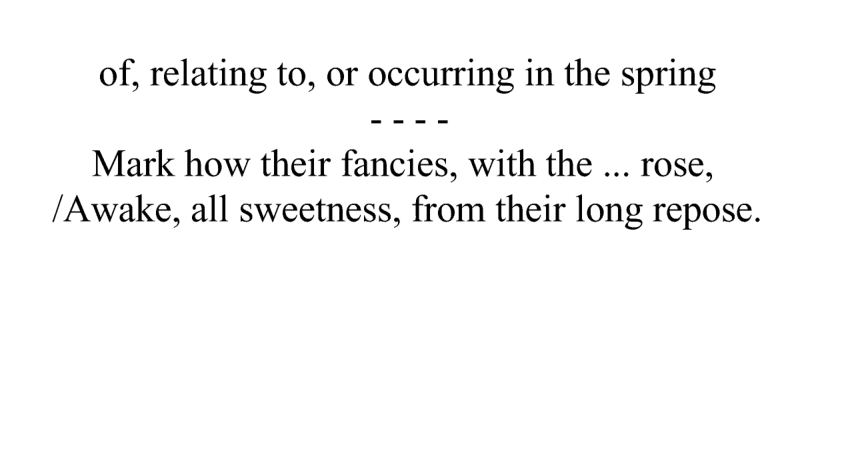 of, relating to, or occurring in the spring
- - - -
Mark how their fancies, with the ... rose,
/Awake, all sweetness, from their long repose.